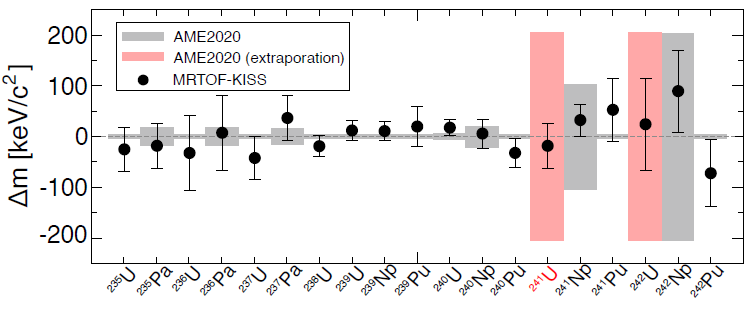 Δm [keV/c²]
200
100
0
-100
-200
AME2020
AME2020 (extraporation)
MRTOF-KISS
²³⁵U
²³⁵Pa
²³⁶U
²³⁶Pa
²³⁷U
²³⁷Pa
²³⁸U
²³⁹U
²³⁹Np
²³⁹Pu
²⁴⁰U
²⁴⁰Np
²⁴⁰Pu
²⁴¹U
²⁴¹Np
²⁴¹Pu
²⁴²U
²⁴²Np
²⁴²Pu